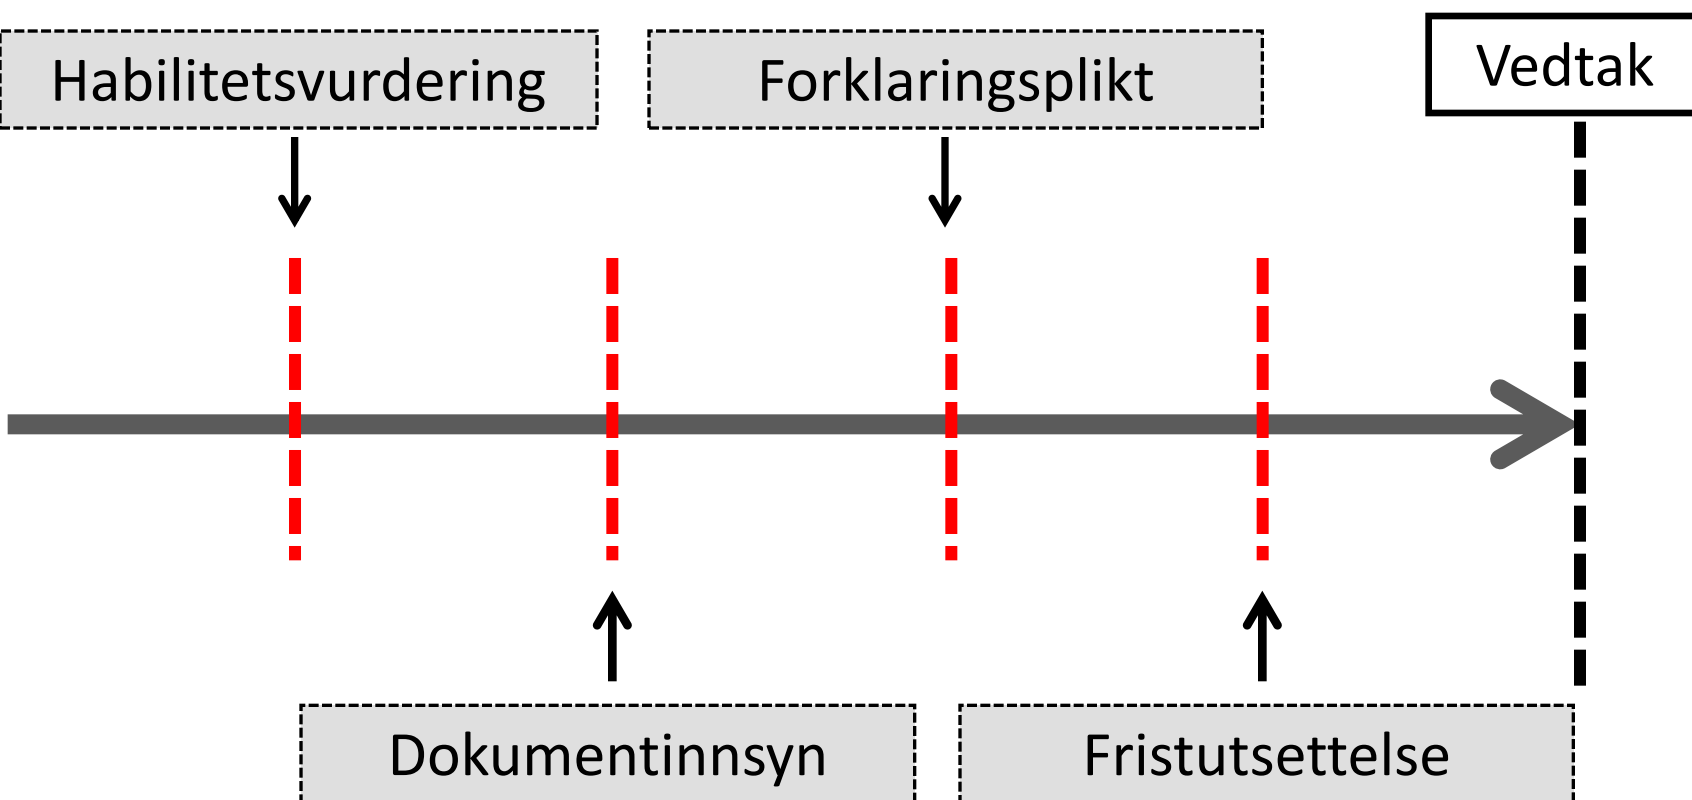 Habilitetsvurdering
Forklaringsplikt
Vedtak
Dokumentinnsyn
Fristutsettelse